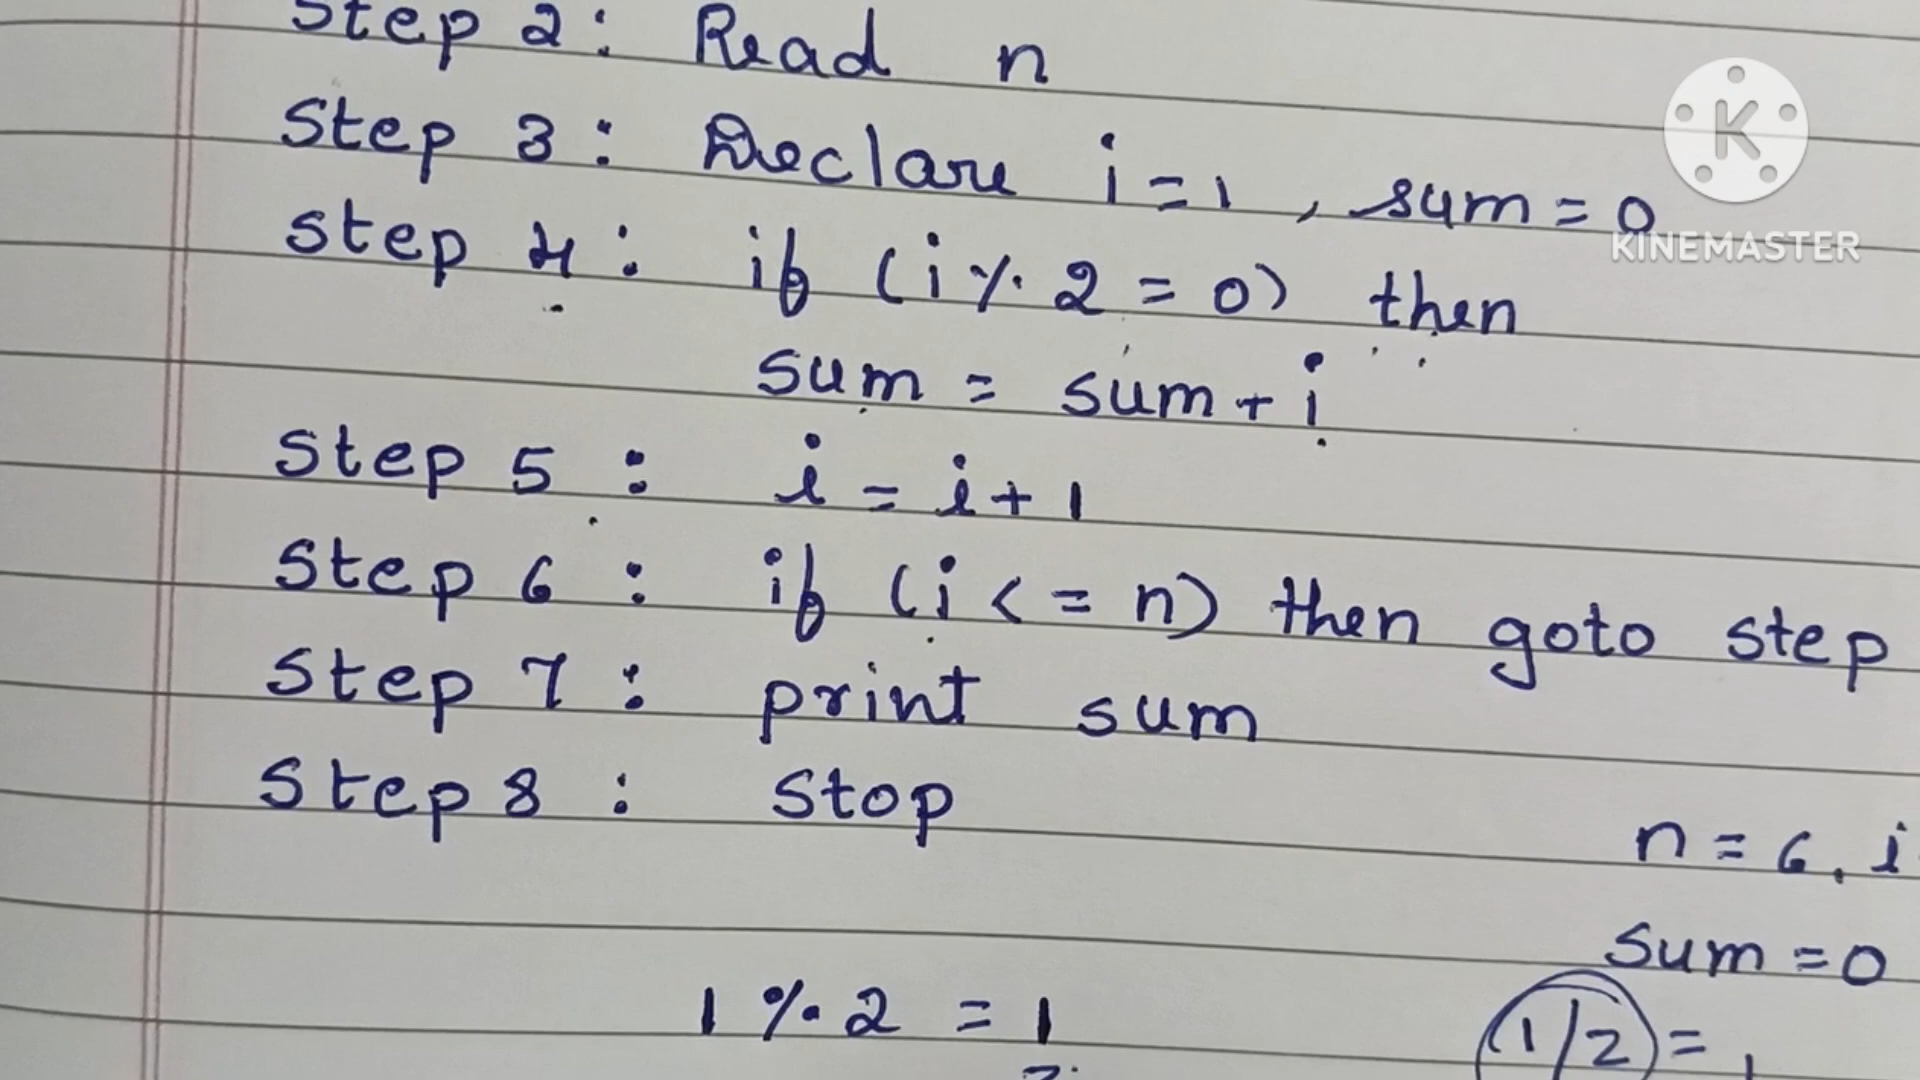 Step 2: Read n
Step 3: Declare i=1, sum=0
Step 4: if (i % 2 = 0) then
sum = sum + i
Step 5: i = i + 1
Step 6: if (i <= n) then goto step
Step 7: print sum
Step 8: Stop
n = 6, i
sum = 0
1 % 2 = 1
1/2 =
K
KINEMASTER